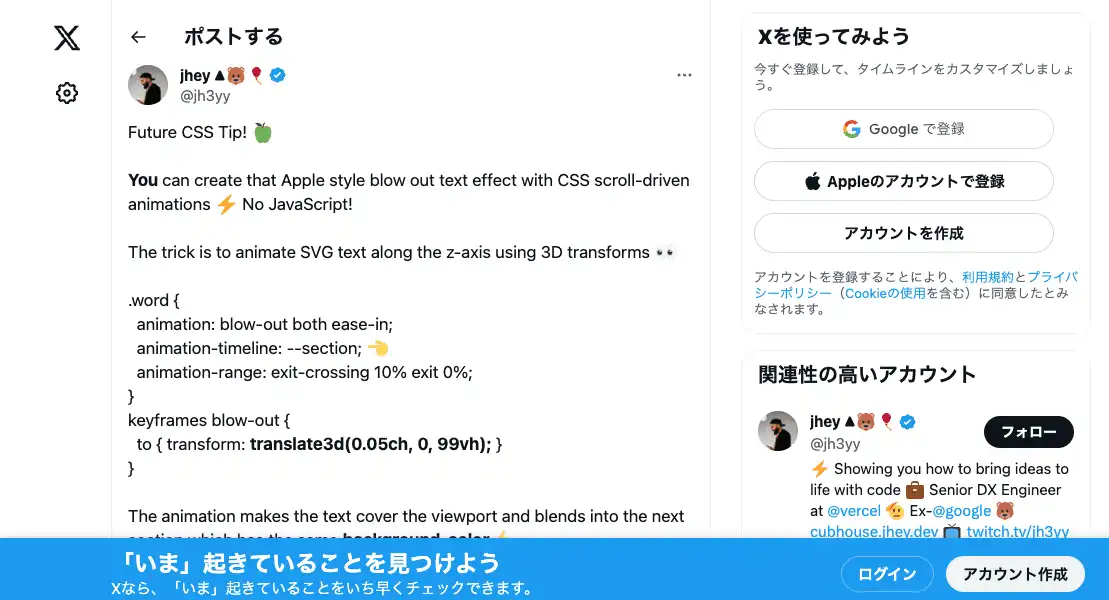 ポストする
jhey
@jh3yy
Future CSS Tip!
You can create that Apple style blow out text effect with CSS scroll-driven
animations ⚡ No JavaScript!
The trick is to animate SVG text along the z-axis using 3D transforms 👀
.word {
animation: blow-out both ease-in;
animation-timeline: --section; 👈
animation-range: exit-crossing 10% exit 0%;
}
keyframes blow-out {
to { transform: translate3d(0.05ch, 0, 99vh); }
}
The animation makes the text cover the viewport and blends into the next
section which has the same background-color ⚡
Xを使ってみよう
今すぐ登録して、タイムラインをカスタマイズしましょ
う。
Google で登録
Appleのアカウントで登録
アカウントを作成
アカウントを登録することにより、利用規約とプライバ
シーポリシー（Cookieの使用を含む）に同意したとみ
なされます。
関連性の高いアカウント
jhey
@jh3yy
フォロー
⚡ Showing you how to bring ideas to
life with code 💼 Senior DX Engineer
at @vercel 🫡 Ex-@google 🐻
cubhouse.jhey.dev 📺 twitch.tv/jh3yy
「いま」起きていることを見つけよう
Xなら、「いま」起きていることをいち早くチェックできます。
ログイン
アカウント作成